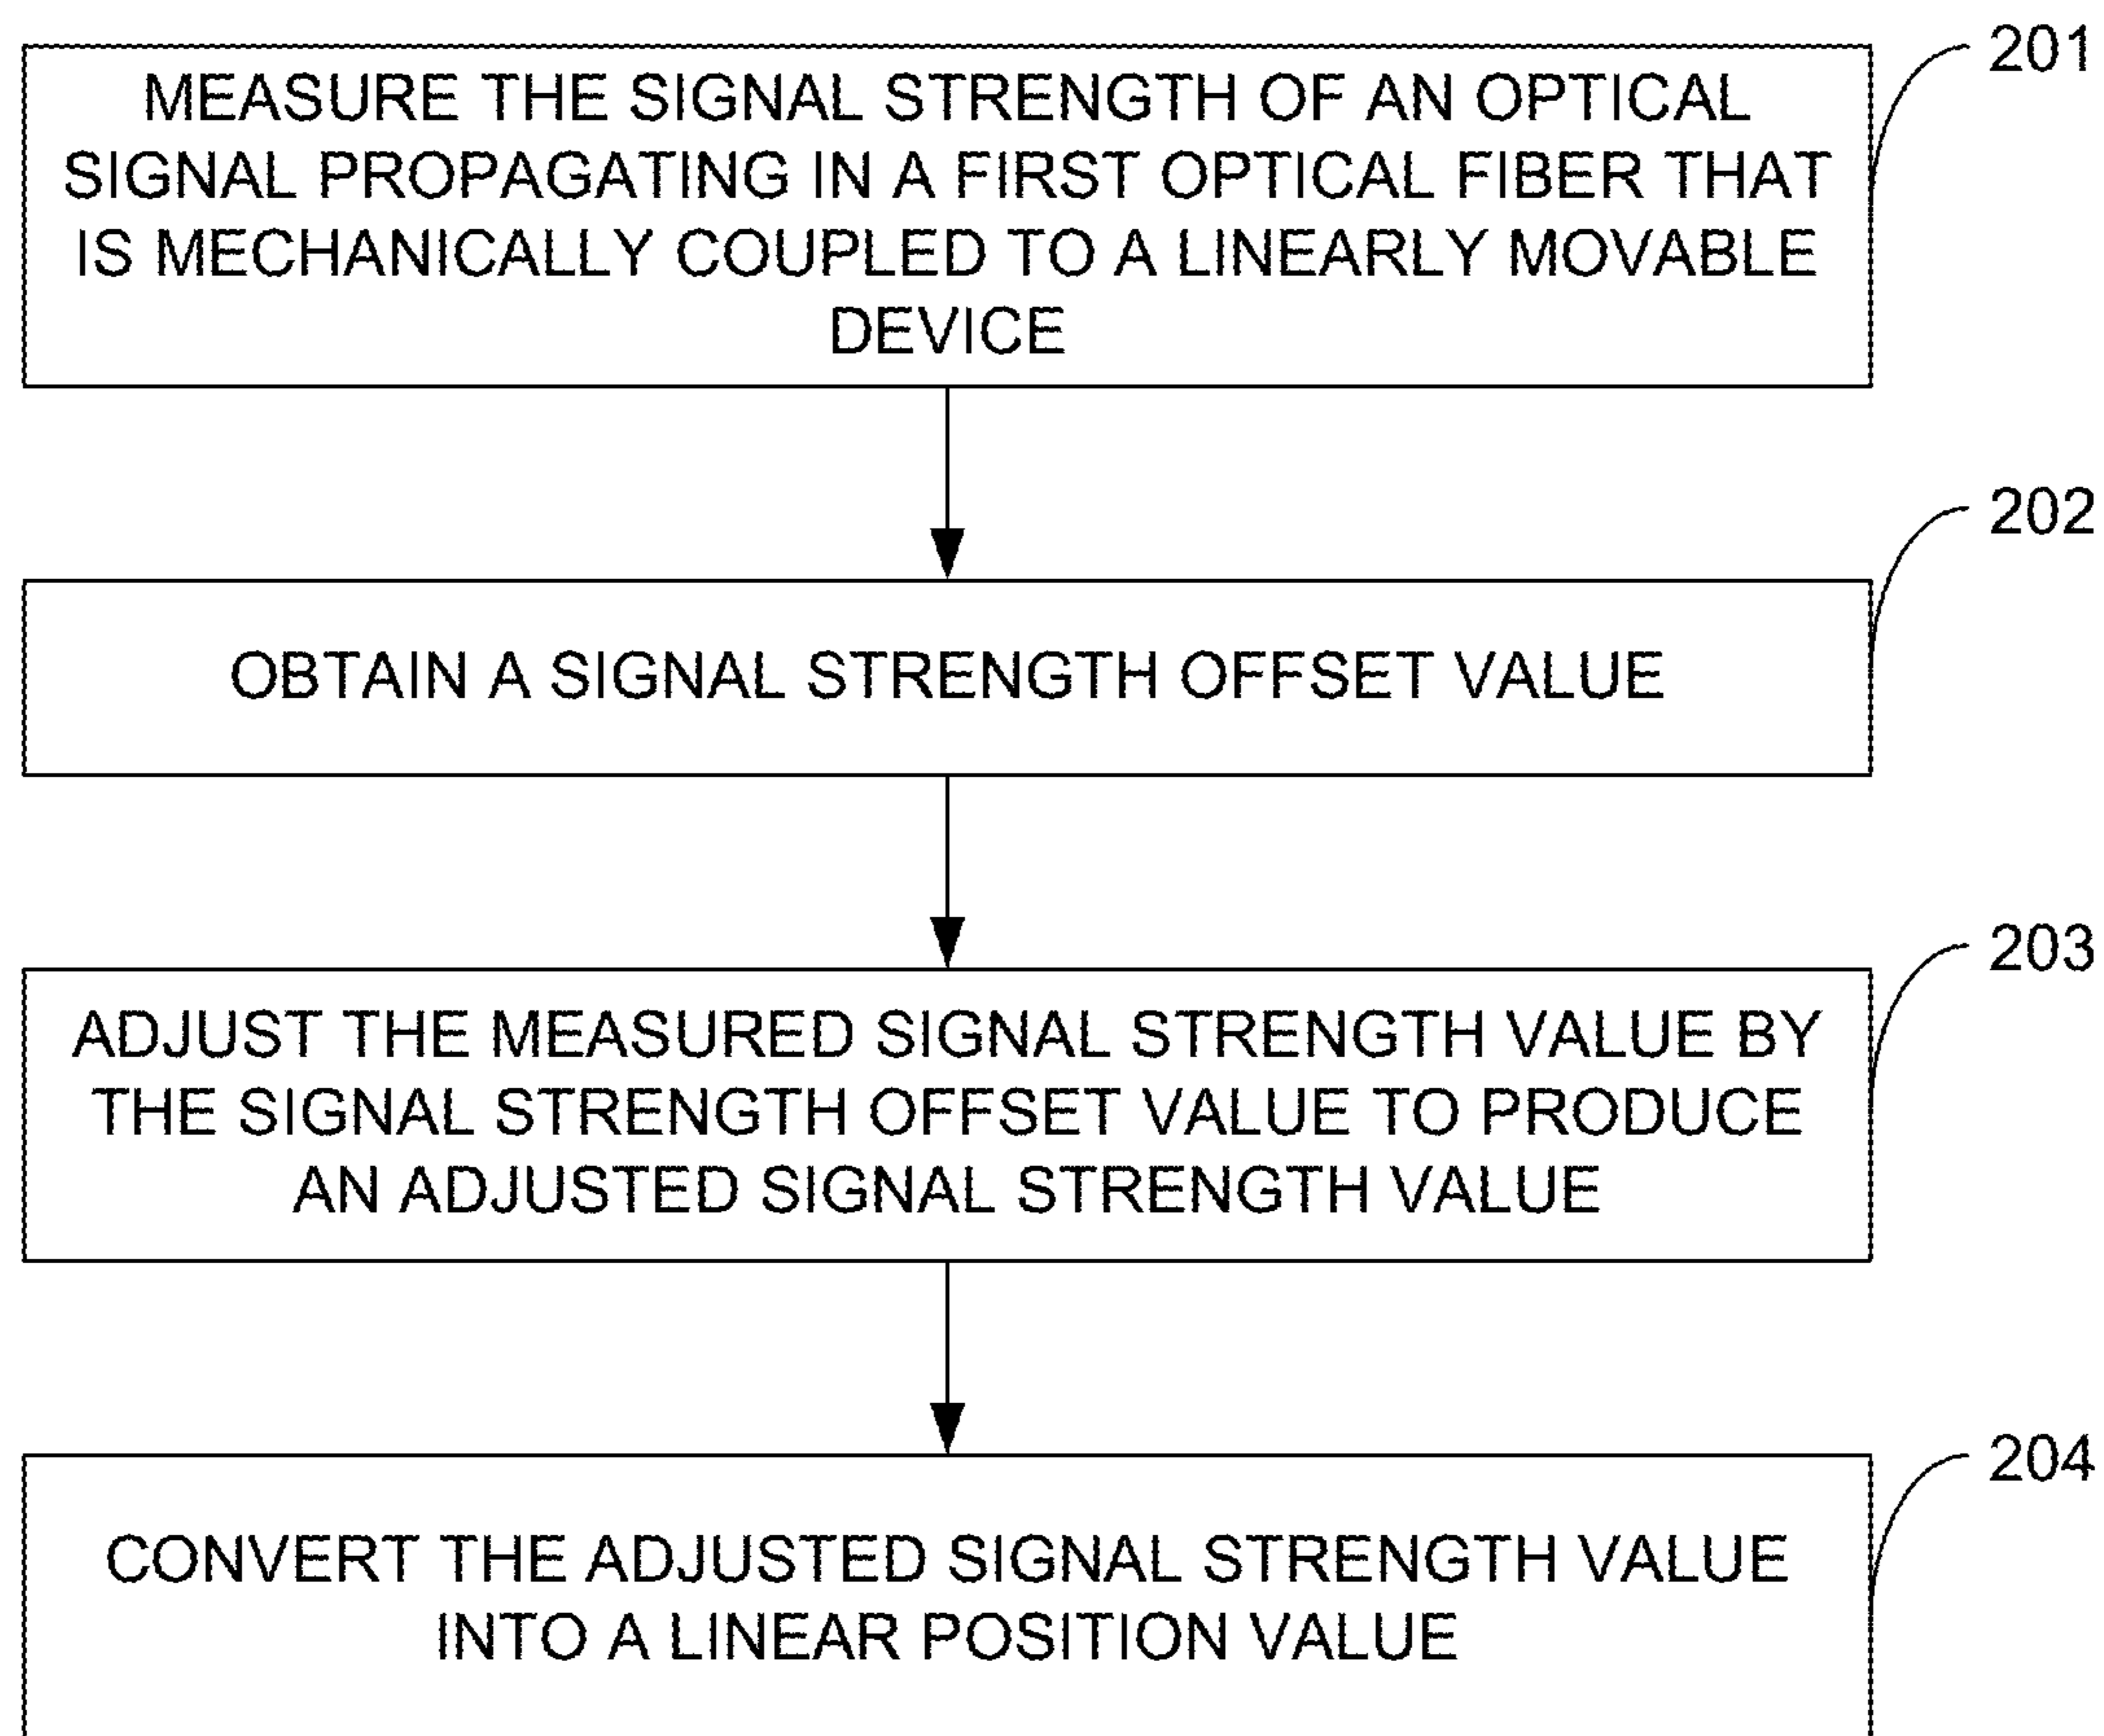 201
MEASURE THE SIGNAL STRENGTH OF AN OPTICAL
SIGNAL PROPAGATING IN A FIRST OPTICAL FIBER THAT
IS MECHANICALLY COUPLED TO A LINEARLY MOVABLE
DEVICE
202
OBTAIN A SIGNAL STRENGTH OFFSET VALUE
203
ADJUST THE MEASURED SIGNAL STRENGTH VALUE BY
THE SIGNAL STRENGTH OFFSET VALUE TO PRODUCE
AN ADJUSTED SIGNAL STRENGTH VALUE
204
CONVERT THE ADJUSTED SIGNAL STRENGTH VALUE
INTO A LINEAR POSITION VALUE